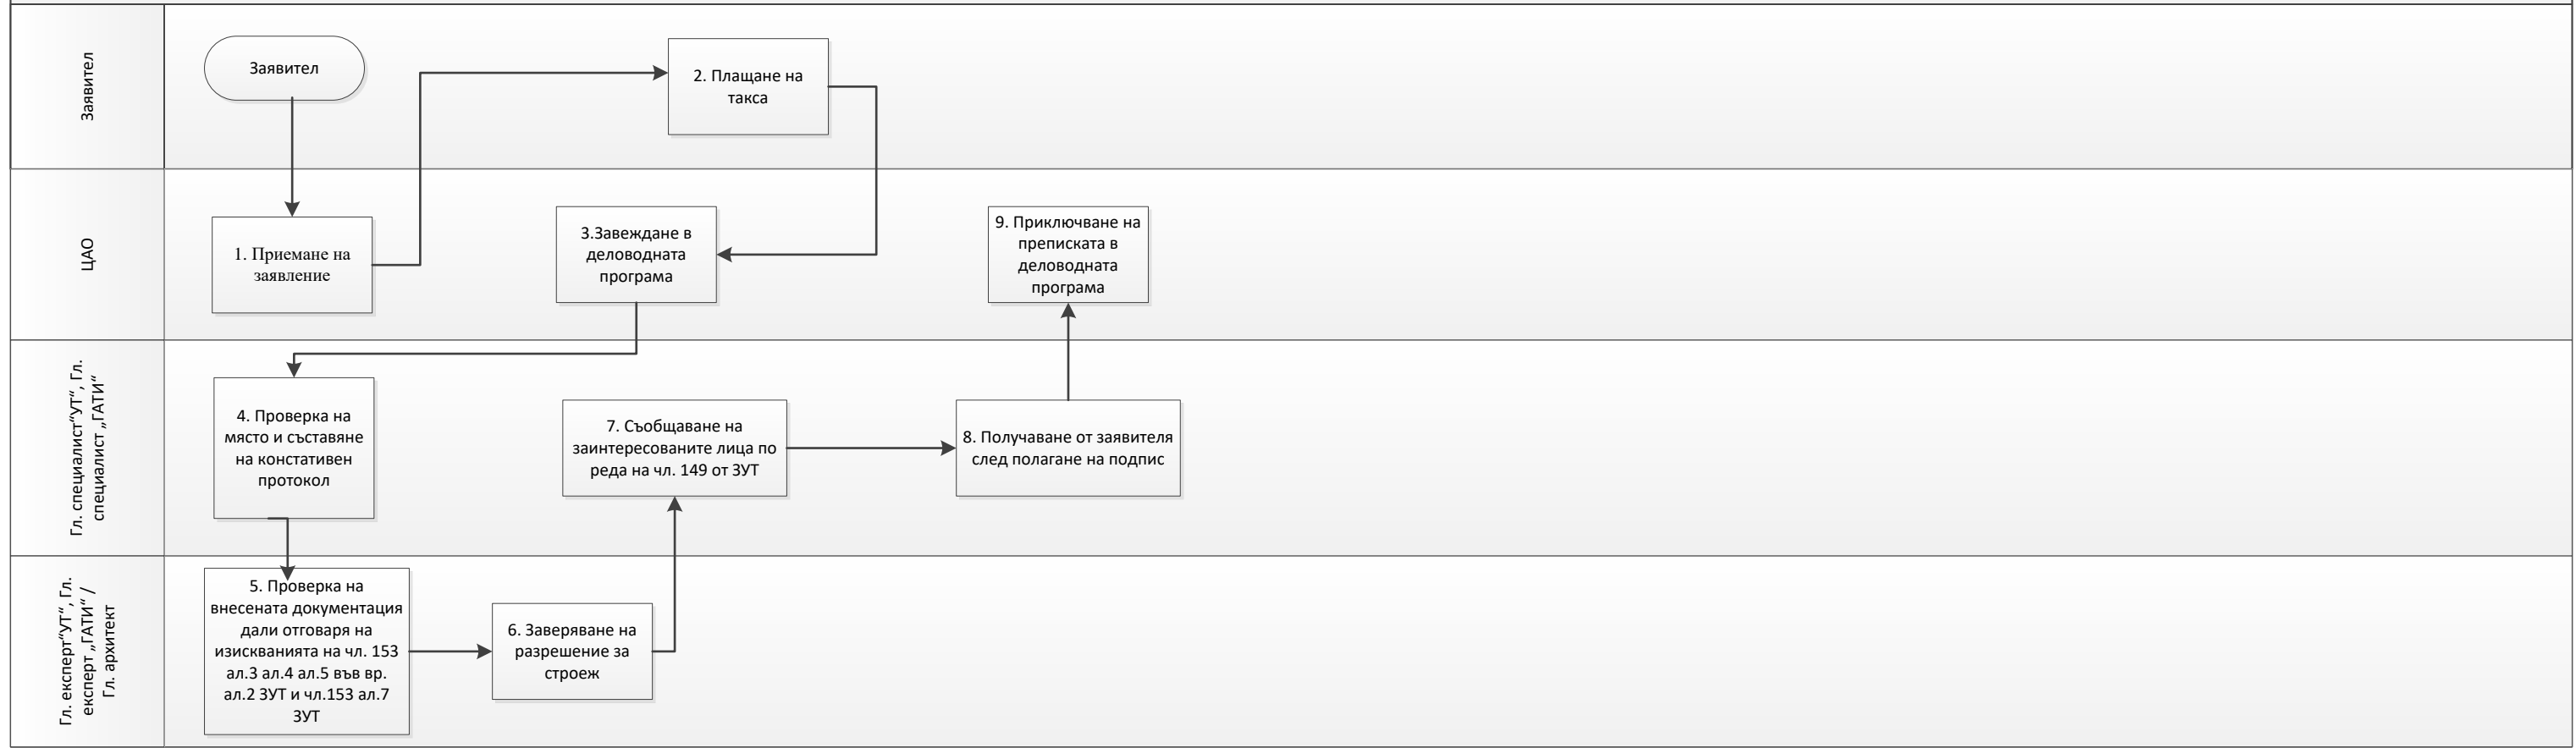 Заявител
Заявител
2. Плащане на
такса
ЦАО
1. Приемане на
заявление
3.Завеждане в
деловодната
програма
9. Приключване на
преписката в
деловодната
програма
Гл. специалист“УТ“, Гл.
специалист „ГАТИ“
4. Проверка на
място и съставяне
на констативен
протокол
7. Съобщаване на
заинтересованите лица по
реда на чл. 149 от ЗУТ
8. Получаване от заявителя
след полагане на подпис
Гл. експерт“УТ“, Гл.
експерт „ГАТИ“ /
Гл. архитект
5. Проверка на
внесената документация
дали отговаря на
изискванията на чл. 153
ал.3 ал.4 ал.5 във вр.
ал.2 ЗУТ и чл.153 ал.7
ЗУТ
6. Заверяване на
разрешение за
строеж